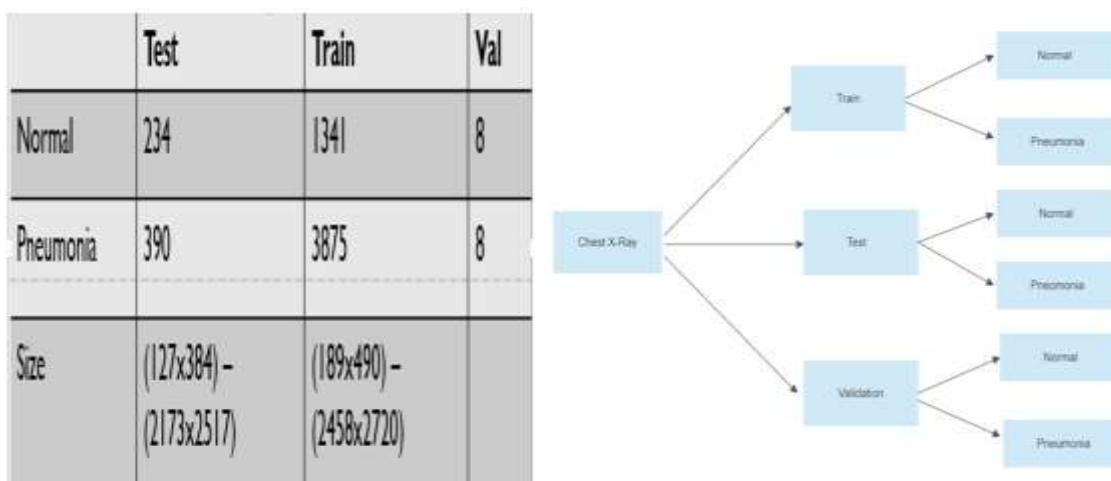 Test Train Val
Normal 234 1341 8
Pneumonia 390 3875 8
Size (127x384) – (189x490) –
(2173x2517) (2458x2720)
Normal
Train
Pneumonia
Normal
Chest X-Ray
Test
Pneomonia
Normal
Validation
Pneumonia